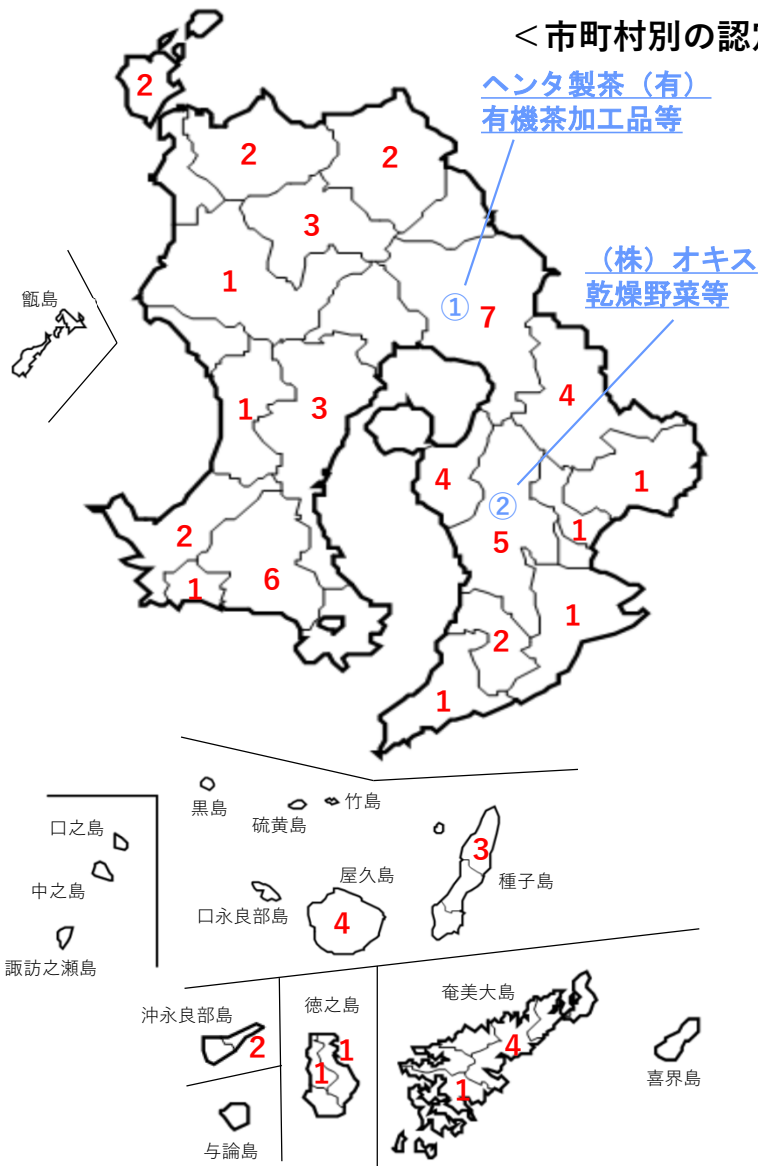 ＜市町村別の認定
ヘンタ製茶（有）
有機茶加工品等
（株）オキス
乾燥野菜等
2
2
2
3
1
①
7
甑島
4
1
3
4
1
②
1
5
2
6
1
1
2
1
黒島
硫黄島
竹島
口之島
中之島
諏訪之瀬島
3
屋久島
種子島
口永良部島
4
沖永良部島
2
徳之島
1
1
奄美大島
4
1
喜界島
与論島